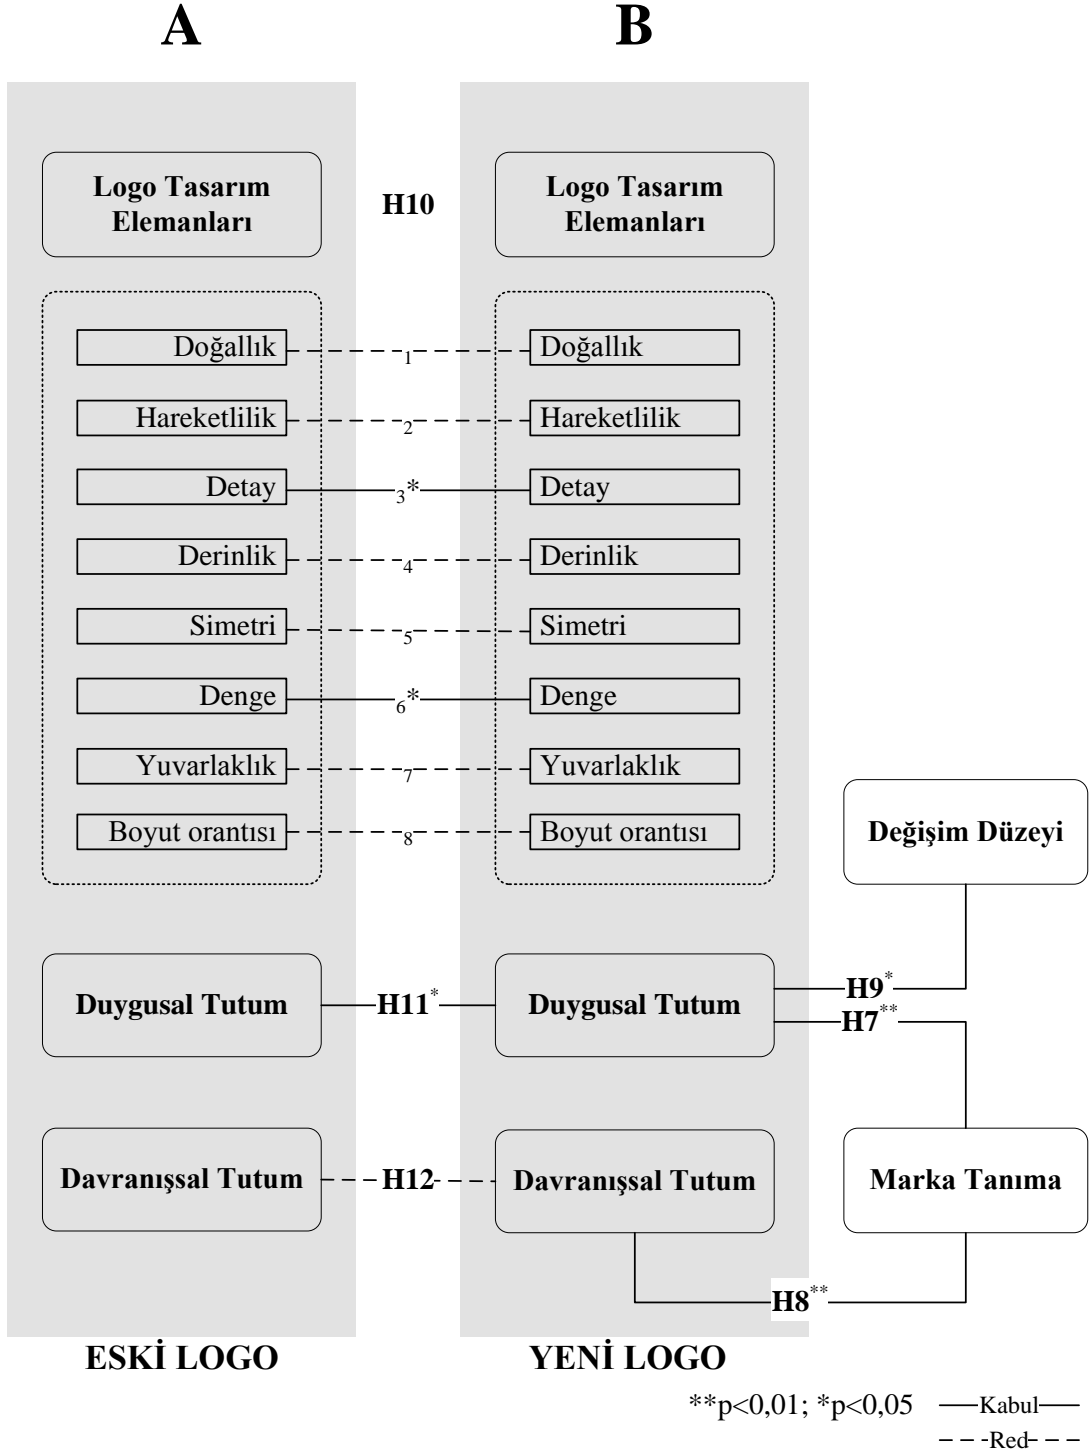 A B
Logo Tasarım
Elemanları
H10
Logo Tasarım
Elemanları
Doğallık 1 Doğallık
Hareketlilik 2 Hareketlilik
Detay 3* Detay
Derinlik 4 Derinlik
Simetri 5 Simetri
Denge 6* Denge
Yuvarlaklık 7 Yuvarlaklık
Boyut orantısı 8 Boyut orantısı
Değişim Düzeyi
Duygusal Tutum H11* Duygusal Tutum
H9*
H7**
Davranışsal Tutum H12 Davranışsal Tutum
Marka Tanıma
H8**
ESKİ LOGO YENİ LOGO
**p<0,01; *p<0,05 Kabul
Red